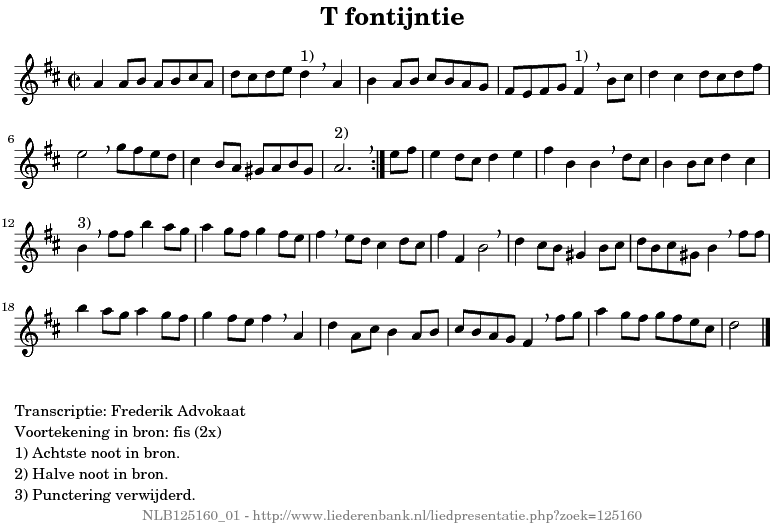 T fontijntie
1) 1)
6 2)
12 3)
18
Transcriptie: Frederik Advokaat
Voortekening in bron: fis (2x)
1) Achtste noot in bron.
2) Halve noot in bron.
3) Punctering verwijderd.
NLB125160_01 - http://www.liederenbank.nl/liedpresentatie.php?zoek=125160